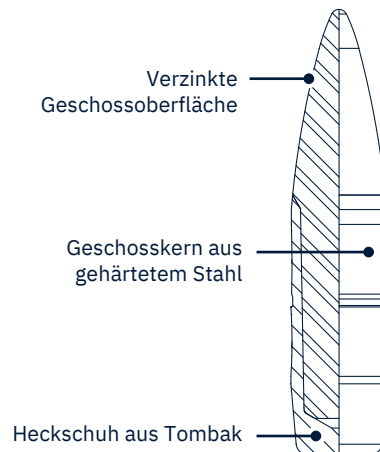 Verzinkte
Geschossoberfläche
Geschosskern aus
gehärtetem Stahl
Heckschuh aus Tombak